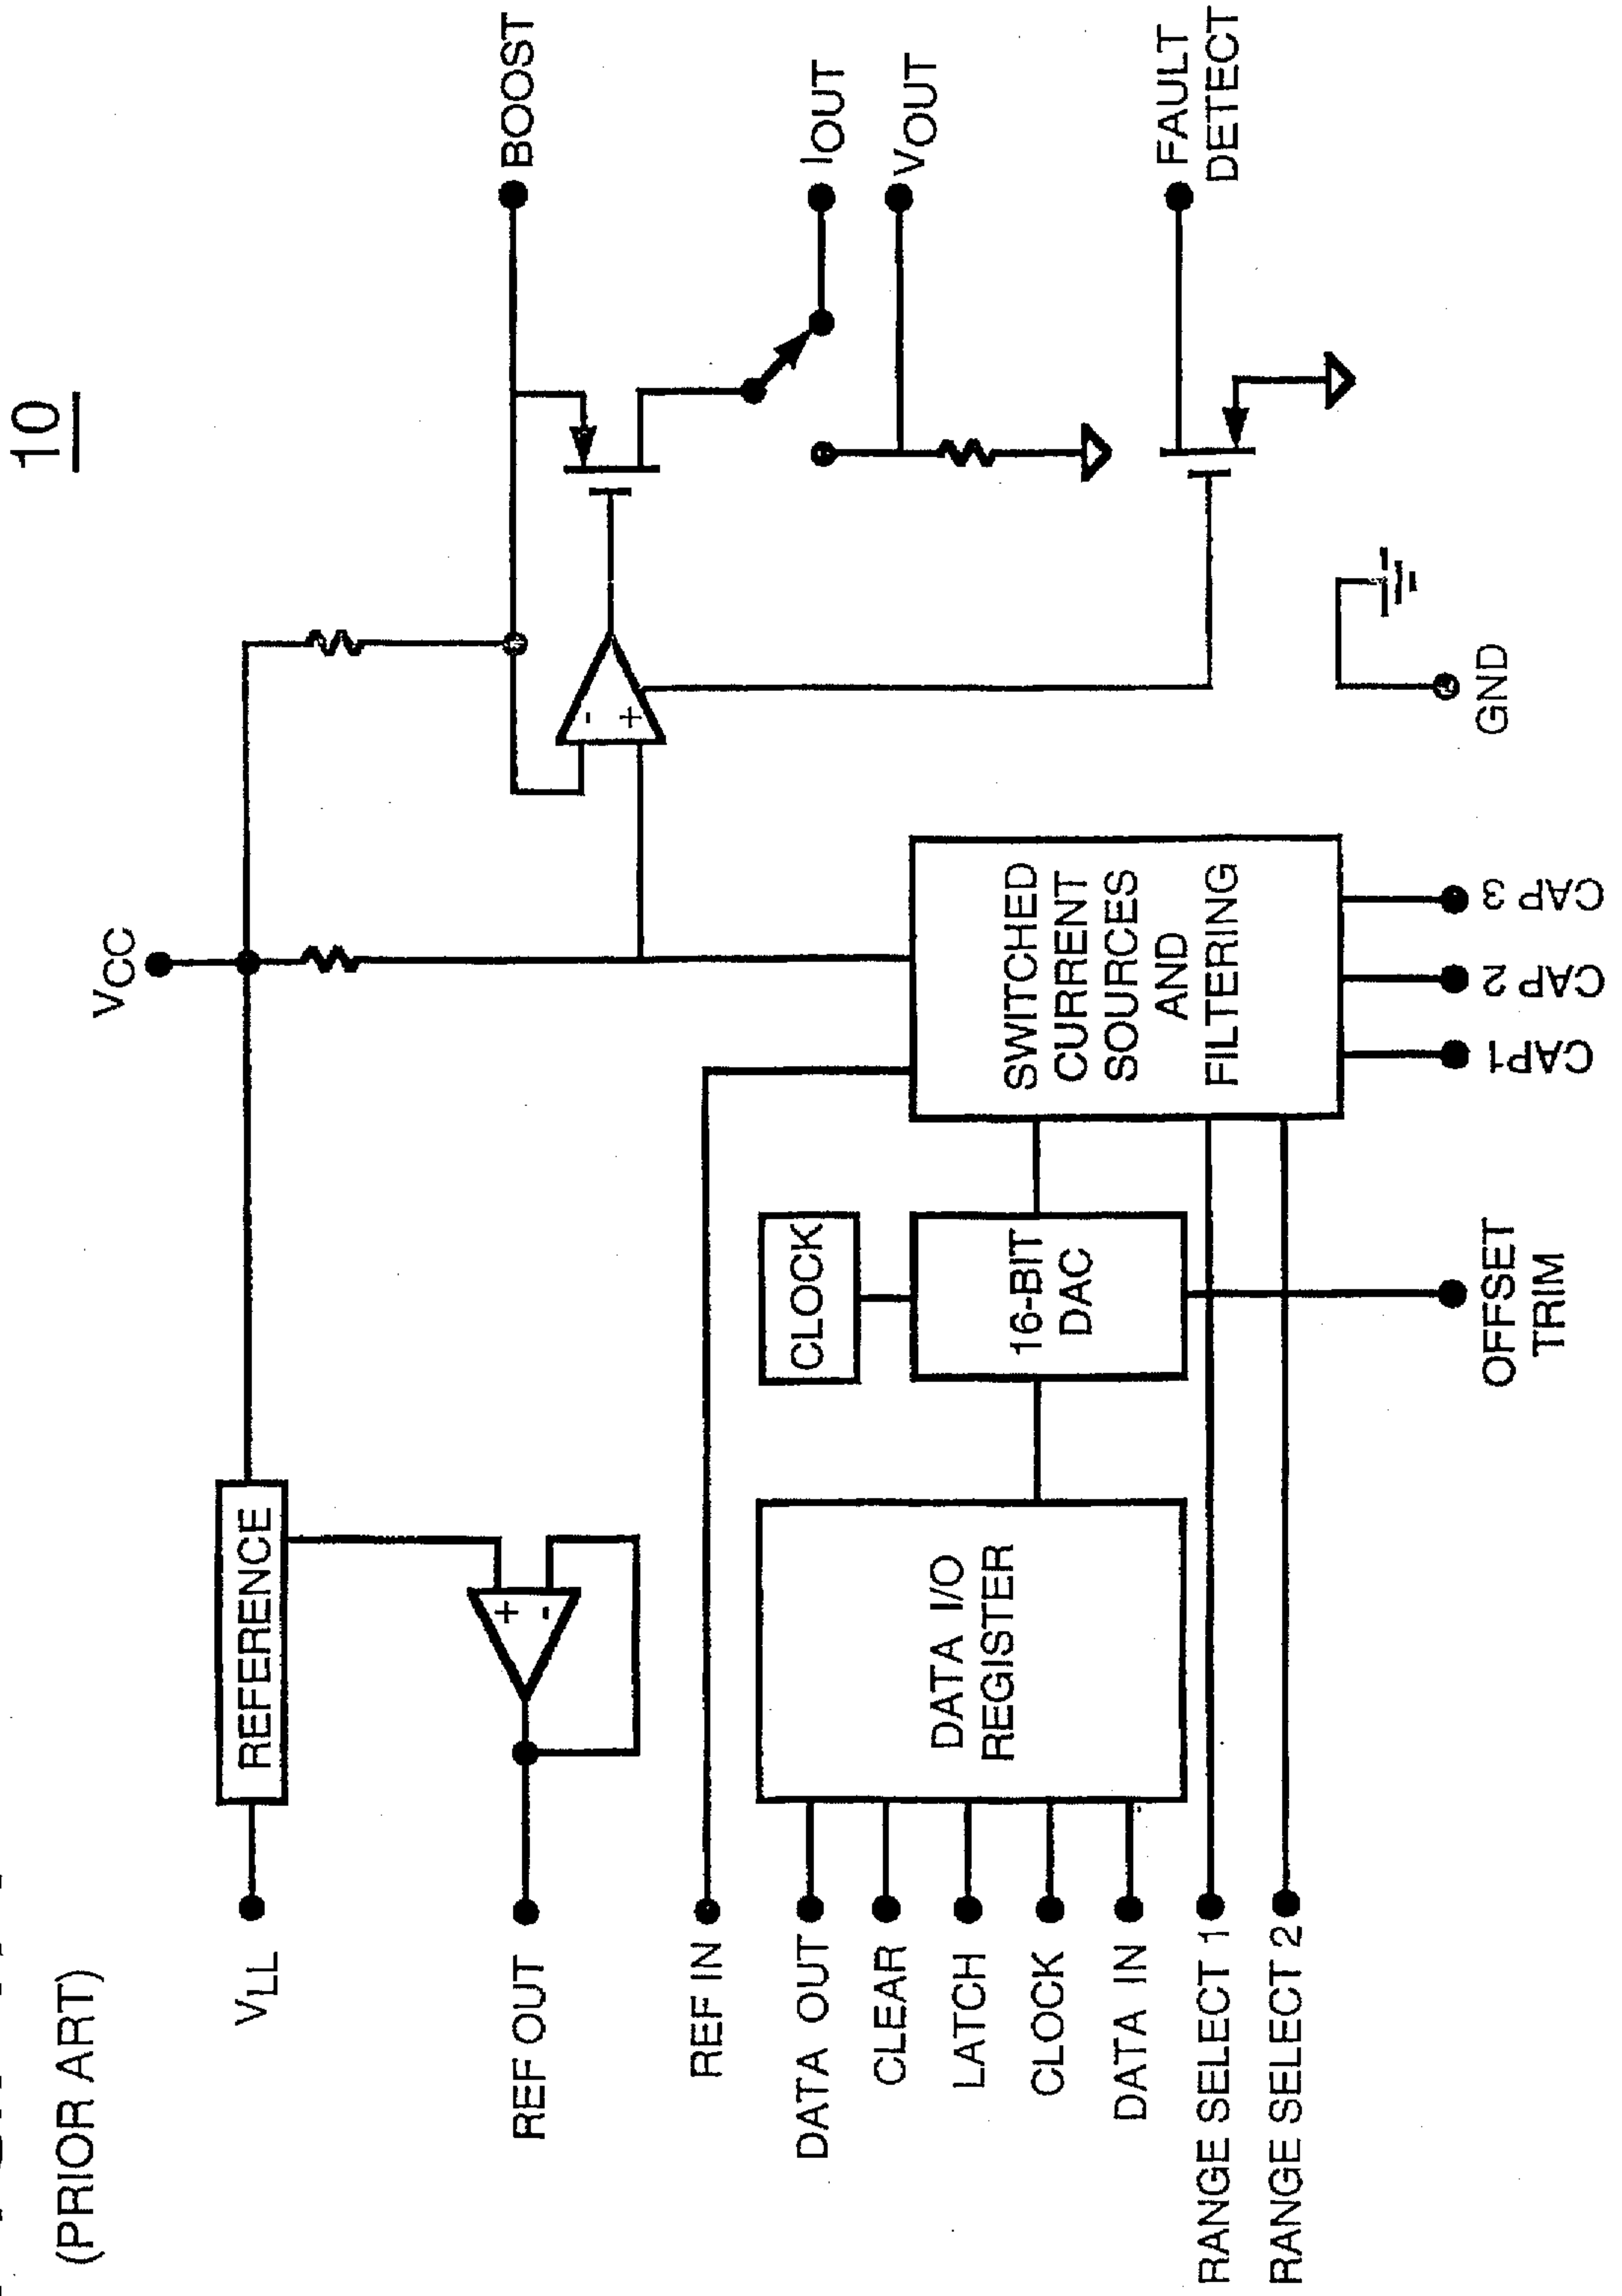 (PRIOR ART)
10
VCC
VLL
REFERENCE
BOOST
REF OUT
+
-
-
+
REF IN
IOUT
VOUT
DATA OUT
CLEAR
LATCH
CLOCK
DATA IN
DATA I/O
REGISTER
CLOCK
16-BIT
DAC
SWITCHED
CURRENT
SOURCES
AND
FILTERING
FAULT
DETECT
RANGE SELECT 1
RANGE SELECT 2
OFFSET
TRIM
CAP1
CAP 2
CAP 3
GND